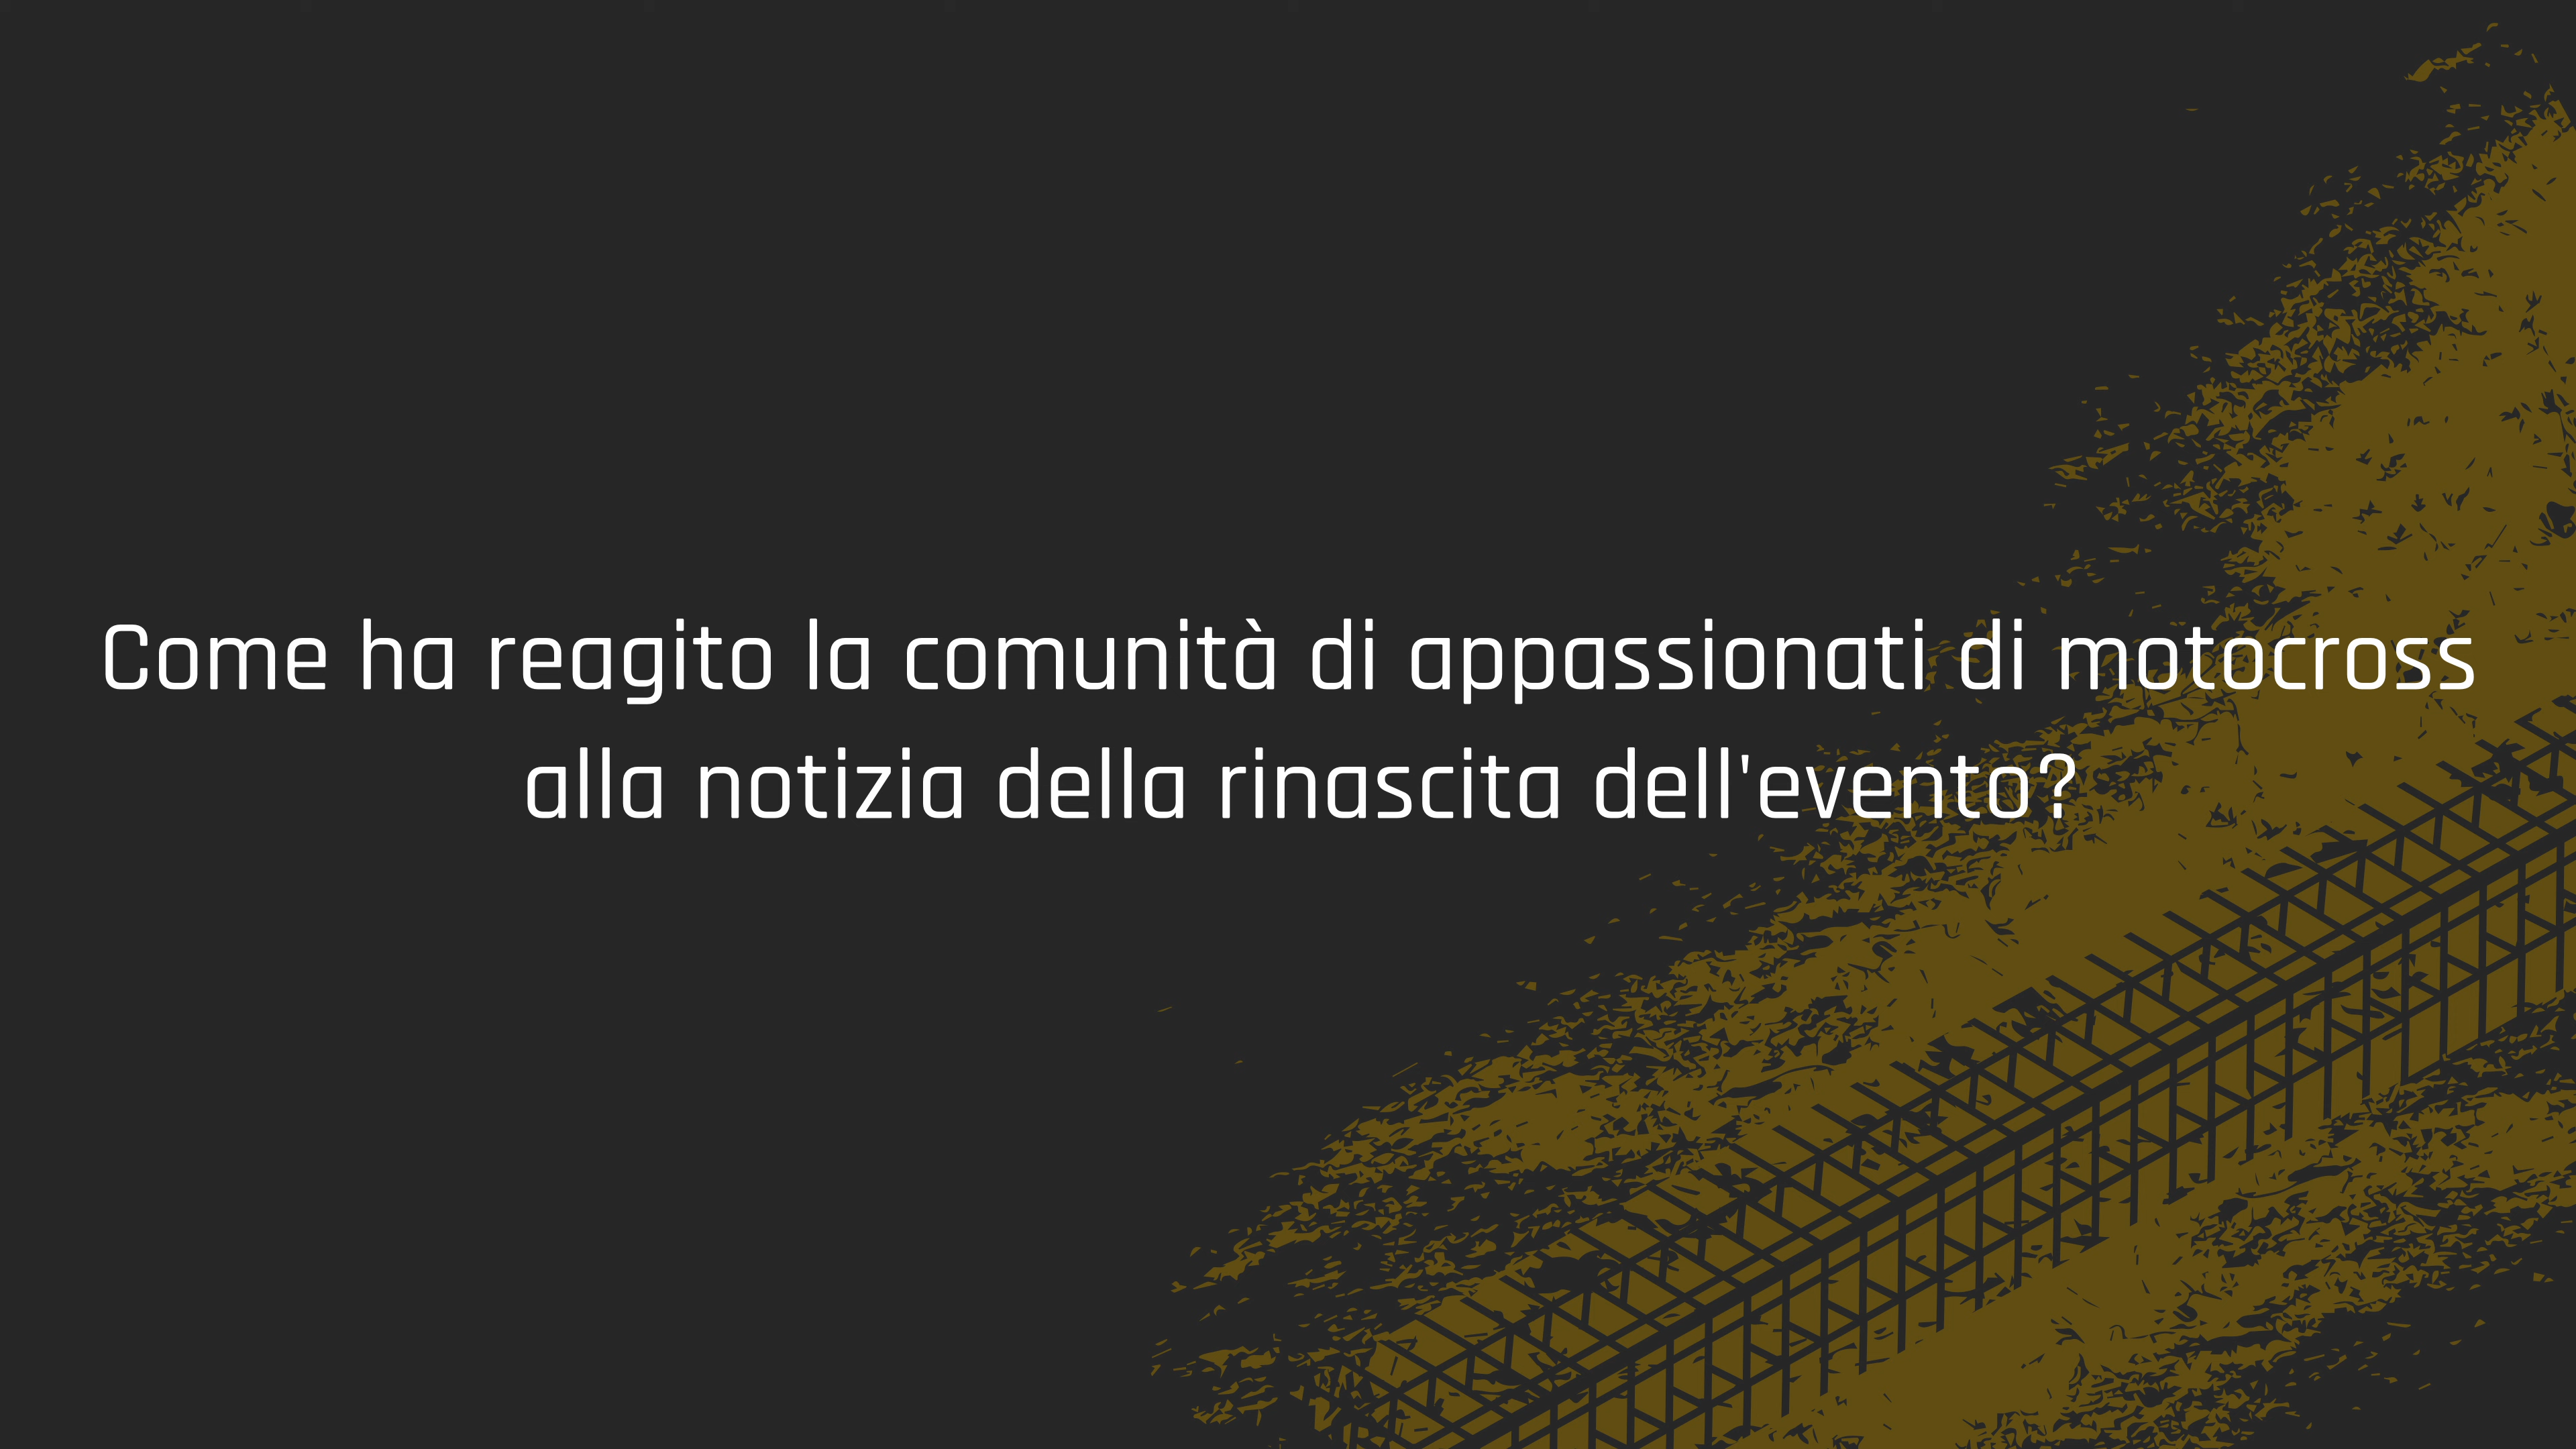 Come ha reagito la comunità di appassionati di motocross
alla notizia della rinascita dell'evento?